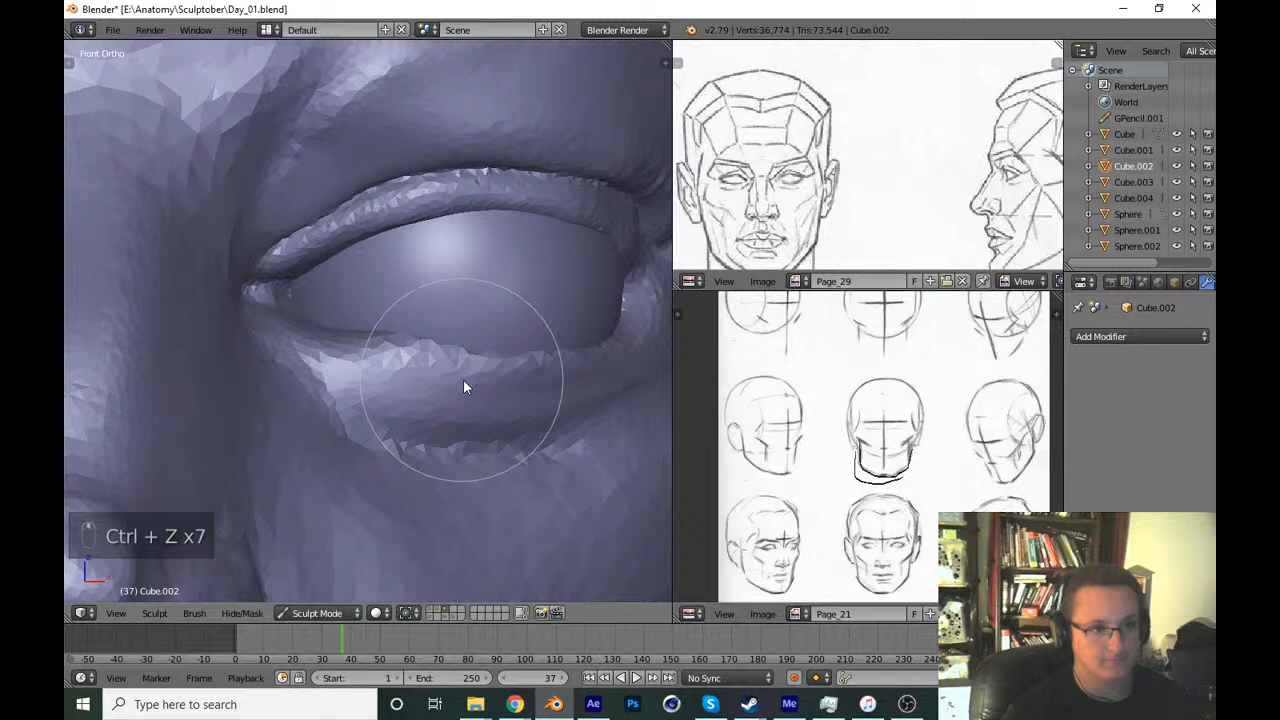 Blender* [E:\Anatomy\Sculptober\Day_01.blend]
File Render Window Help Default Scene Blender Render v2.79 | Verts:36,774 | Tris:73,544 | Cube.002
View Search All Sce
Front Ortho
Scene
RenderLayers
World
GPencil.001
Cube
Cube.001
Cube.002
Cube.003
Cube.004
Sphere
Sphere.001
Sphere.002
View Image Page_29 F View
Cube.002
Add Modifier
Ctrl + Z x7
(37) Cube.002
View Sculpt Brush Hide/Mask Sculpt Mode
View Image Page_21 F
-50 -40 -30 -20 -10 0 10 20 30 40 50 60 70 80 90 100 110 120 130 140 150 160 170 180 190 200 210 220 230 240
View Marker Frame Playback Start: 1 End: 250 37 No Sync
Type here to search
Ae Ps Me